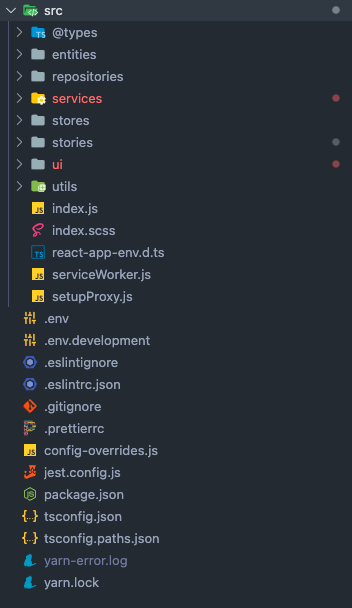 src
@types
entities
repositories
services
stores
stories
ui
utils
index.js
index.scss
react-app-env.d.ts
serviceWorker.js
setupProxy.js
.env
.env.development
.eslintignore
.eslintrc.json
.gitignore
.prettierrc
config-overrides.js
jest.config.js
package.json
tsconfig.json
tsconfig.paths.json
yarn-error.log
yarn.lock